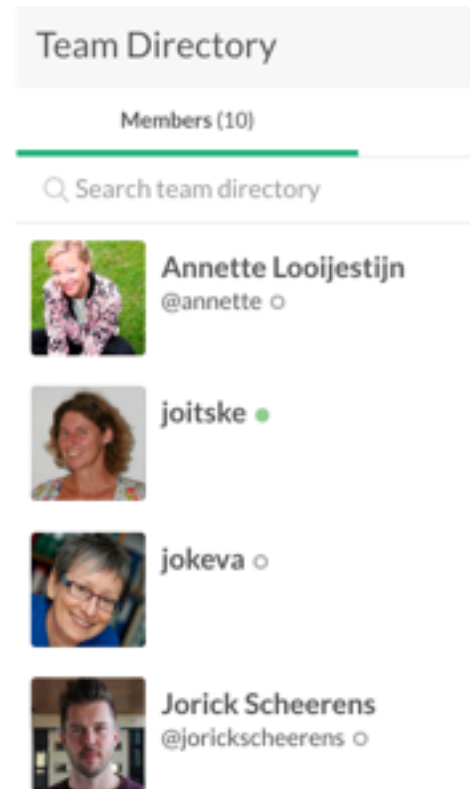 Team Directory
Members (10)
Search team directory
Annette Looijestijn
@annette
joitske
jokeva
Jorick Scheerens
@jorickscheerens